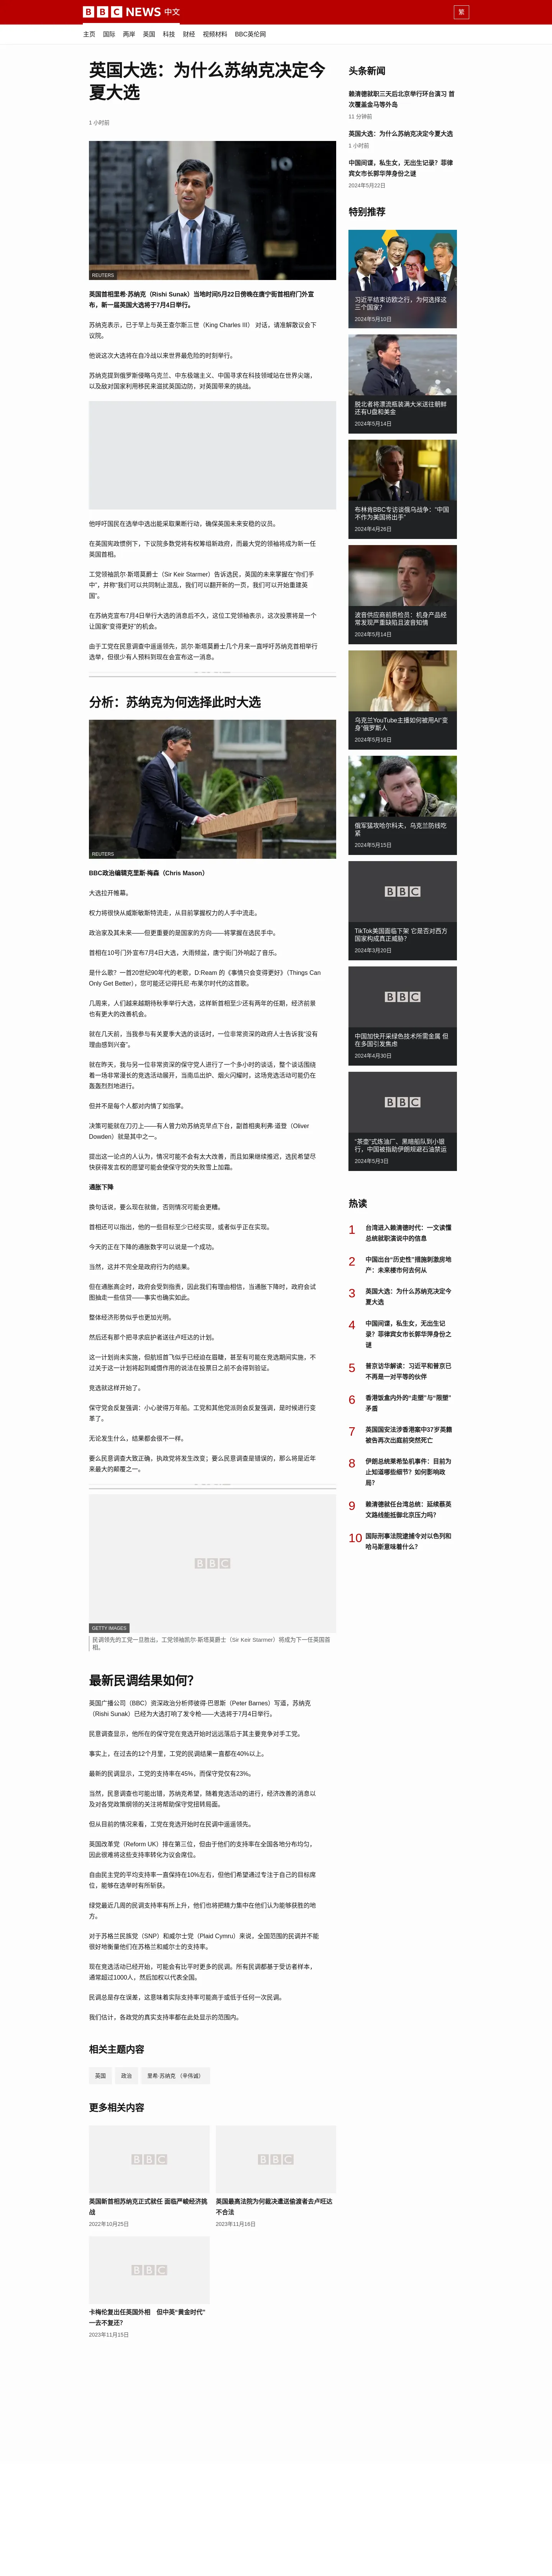 BBC NEWS 中文
繁
主页 国际 两岸 英国 科技 财经 视频材料 BBC英伦网
英国大选：为什么苏纳克决定今
夏大选
1 小时前
REUTERS
英国首相里希·苏纳克（Rishi Sunak）当地时间5月22日傍晚在唐宁街首相府门外宣
布，新一届英国大选将于7月4日举行。
苏纳克表示，已于早上与英王查尔斯三世（King Charles III） 对话，请准解散议会下
议院。
他说这次大选将在自冷战以来世界最危险的时刻举行。
苏纳克提到俄罗斯侵略乌克兰、中东极端主义、中国寻求在科技领域站在世界尖端，
以及敌对国家利用移民来滋扰英国边防，对英国带来的挑战。
他呼吁国民在选举中选出能采取果断行动，确保英国未来安稳的议员。
在英国宪政惯例下，下议院多数党将有权筹组新政府，而最大党的领袖将成为新一任
英国首相。
工党领袖凯尔·斯塔莫爵士（Sir Keir Starmer）告诉选民，英国的未来掌握在“你们手
中”，并称“我们可以共同制止混乱，我们可以翻开新的一页，我们可以开始重建英
国”。
在苏纳克宣布7月4日举行大选的消息后不久，这位工党领袖表示，这次投票将是一个
让国家“变得更好”的机会。
由于工党在民意调查中遥遥领先，凯尔·斯塔莫爵士几个月来一直呼吁苏纳克首相举行
选举，但很少有人预料到现在会宣布这一消息。
分析：苏纳克为何选择此时大选
REUTERS
BBC政治编辑克里斯·梅森（Chris Mason）
大选拉开帷幕。
权力将很快从威斯敏斯特流走，从目前掌握权力的人手中流走。
政治家及其未来——但更重要的是国家的方向——将掌握在选民手中。
首相在10号门外宣布7月4日大选，大雨倾盆，唐宁街门外响起了音乐。
是什么歌？一首20世纪90年代的老歌，D:Ream 的《事情只会变得更好》（Things Can
Only Get Better），您可能还记得托尼·布莱尔时代的这首歌。
几周来，人们越来越期待秋季举行大选，这样新首相至少还有两年的任期，经济前景
也有更大的改善机会。
就在几天前，当我参与有关夏季大选的谈话时，一位非常资深的政府人士告诉我“没有
理由感到兴奋”。
就在昨天，我与另一位非常资深的保守党人进行了一个多小时的谈话，整个谈话围绕
着一场非常漫长的竞选活动展开，当南瓜出炉、烟火闪耀时，这场竞选活动可能仍在
轰轰烈烈地进行。
但并不是每个人都对内情了如指掌。
决策可能就在刀刃上——有人曾力劝苏纳克早点下台，副首相奥利弗·道登（Oliver
Dowden）就是其中之一。
提出这一论点的人认为，情况可能不会有太大改善，而且如果继续推迟，选民希望尽
快获得发言权的愿望可能会使保守党的失败雪上加霜。
通胀下降
换句话说，要么现在就做，否则情况可能会更糟。
首相还可以指出，他的一些目标至少已经实现，或者似乎正在实现。
今天的正在下降的通胀数字可以说是一个成功。
当然，这并不完全是政府行为的结果。
但在通胀高企时，政府会受到指责，因此我们有理由相信，当通胀下降时，政府会试
图抽走一些信贷——事实也确实如此。
整体经济形势似乎也更加光明。
然后还有那个把寻求庇护者送往卢旺达的计划。
这一计划尚未实施，但航班首飞似乎已经迫在眉睫，甚至有可能在竞选期间实施，不
过关于这一计划将起到威慑作用的说法在投票日之前不会得到验证。
竞选就这样开始了。
保守党会反复强调：小心驶得万年船。工党和其他党派则会反复强调，是时候进行变
革了。
无论发生什么，结果都会很不一样。
要么民意调查大致正确，执政党将发生改变；要么民意调查是错误的，那么将是近年
来最大的颠覆之一。
BBC
GETTY IMAGES
民调领先的工党一旦胜出，工党领袖凯尔·斯塔莫爵士（Sir Keir Starmer）将成为下一任英国首
相。
最新民调结果如何？
英国广播公司（BBC）资深政治分析师彼得·巴恩斯（Peter Barnes）写道，苏纳克
（Rishi Sunak）已经为大选打响了发令枪——大选将于7月4日举行。
民意调查显示，他所在的保守党在竞选开始时远远落后于其主要竞争对手工党。
事实上，在过去的12个月里，工党的民调结果一直都在40%以上。
最新的民调显示，工党的支持率在45%，而保守党仅有23%。
当然，民意调查也可能出错，苏纳克希望，随着竞选活动的进行，经济改善的消息以
及对各党政策纲领的关注将帮助保守党扭转局面。
但从目前的情况来看，工党在竞选开始时在民调中遥遥领先。
英国改革党（Reform UK）排在第三位，但由于他们的支持率在全国各地分布均匀，
因此很难将这些支持率转化为议会席位。
自由民主党的平均支持率一直保持在10%左右，但他们希望通过专注于自己的目标席
位，能够在选举时有所斩获。
绿党最近几周的民调支持率有所上升，他们也将把精力集中在他们认为能够获胜的地
方。
对于苏格兰民族党（SNP）和威尔士党（Plaid Cymru）来说，全国范围的民调并不能
很好地衡量他们在苏格兰和威尔士的支持率。
现在竞选活动已经开始，可能会有比平时更多的民调。所有民调都基于受访者样本，
通常超过1000人，然后加权以代表全国。
民调总是存在误差，这意味着实际支持率可能高于或低于任何一次民调。
我们估计，各政党的真实支持率都在此处显示的范围内。
相关主题内容
英国 政治 里希·苏纳克 （辛伟诚）
更多相关内容
BBC
英国新首相苏纳克正式就任 面临严峻经济挑
战
2022年10月25日
BBC
英国最高法院为何裁决遣送偷渡者去卢旺达
不合法
2023年11月16日
BBC
卡梅伦复出任英国外相　但中英“黄金时代”
一去不复还？
2023年11月15日
头条新闻
赖清德就职三天后北京举行环台演习 首
次覆盖金马等外岛
11 分钟前
英国大选：为什么苏纳克决定今夏大选
1 小时前
中国间谍，私生女，无出生记录？菲律
宾女市长郭华萍身份之谜
2024年5月22日
特别推荐
习近平结束访欧之行，为何选择这
三个国家？
2024年5月10日
脱北者将漂流瓶装满大米送往朝鲜
还有U盘和美金
2024年5月14日
布林肯BBC专访谈俄乌战争：“中国
不作为美国将出手”
2024年4月26日
波音供应商前质检员：机身产品经
常发现严重缺陷且波音知情
2024年5月14日
乌克兰YouTube主播如何被用AI“变
身”俄罗斯人
2024年5月16日
俄军猛攻哈尔科夫，乌克兰防线吃
紧
2024年5月15日
BBC
TikTok美国面临下架 它是否对西方
国家构成真正威胁？
2024年3月20日
BBC
中国加快开采绿色技术所需金属 但
在多国引发焦虑
2024年4月30日
BBC
“茶壶”式炼油厂、黑暗船队到小银
行，中国被指助伊朗规避石油禁运
2024年5月3日
热读
1 台湾进入赖清德时代：一文读懂
总统就职演说中的信息
2 中国出台“历史性”措施刺激房地
产：未来楼市何去何从
3 英国大选：为什么苏纳克决定今
夏大选
4 中国间谍，私生女，无出生记
录？菲律宾女市长郭华萍身份之
谜
5 普京访华解读：习近平和普京已
不再是一对平等的伙伴
6 香港饭盒内外的“走塑”与“限塑”
矛盾
7 英国国安法涉香港案中37岁英籍
被告再次出庭前突然死亡
8 伊朗总统莱希坠机事件：目前为
止知道哪些细节？如何影响政
局？
9 赖清德就任台湾总统：延续蔡英
文路线能抵御北京压力吗？
10 国际刑事法院逮捕令对以色列和
哈马斯意味着什么？